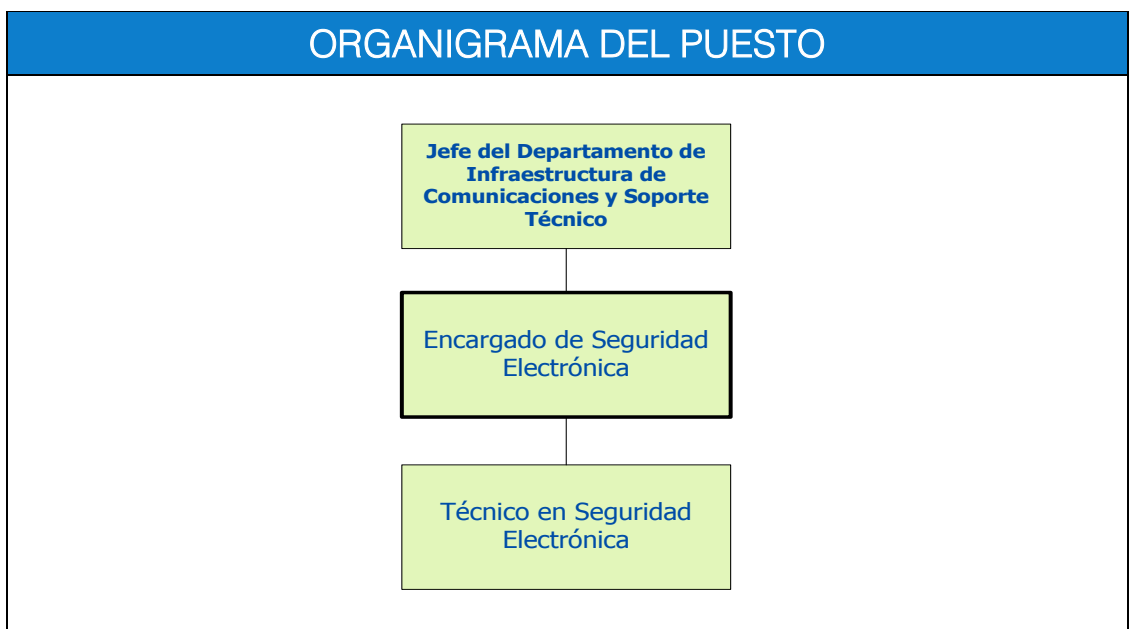 ORGANIGRAMA DEL PUESTO
Jefe del Departamento de
Infraestructura de
Comunicaciones y Soporte
Técnico
Encargado de Seguridad
Electrónica
Técnico en Seguridad
Electrónica